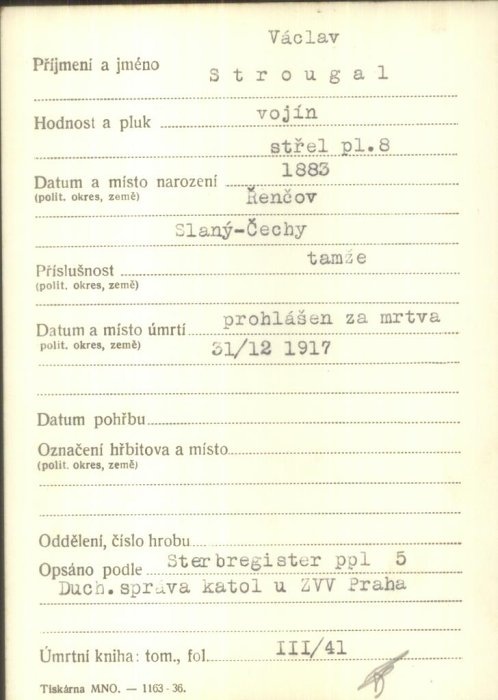 Václav
Příjmení a jméno Strougal
Hodnost a pluk vojín
střel pl.8
Datum a místo narození 1883
(polit. okres, země) Řenčov
Slaný-Čechy
Příslušnost tamže
(polit. okres, země)
Datum a místo úmrtí prohlášen za mrtva
polit. okres, země) 31/12 1917
Datum pohřbu
Označení hřbitova a místo
(polit. okres, země)
Oddělení, číslo hrobu
Opsáno podle Sterbregister ppl 5
Duch.správa katol u ZVV Praha
Úmrtní kniha: tom., fol. III/41
Tiskárna MNO. — 1163-36.